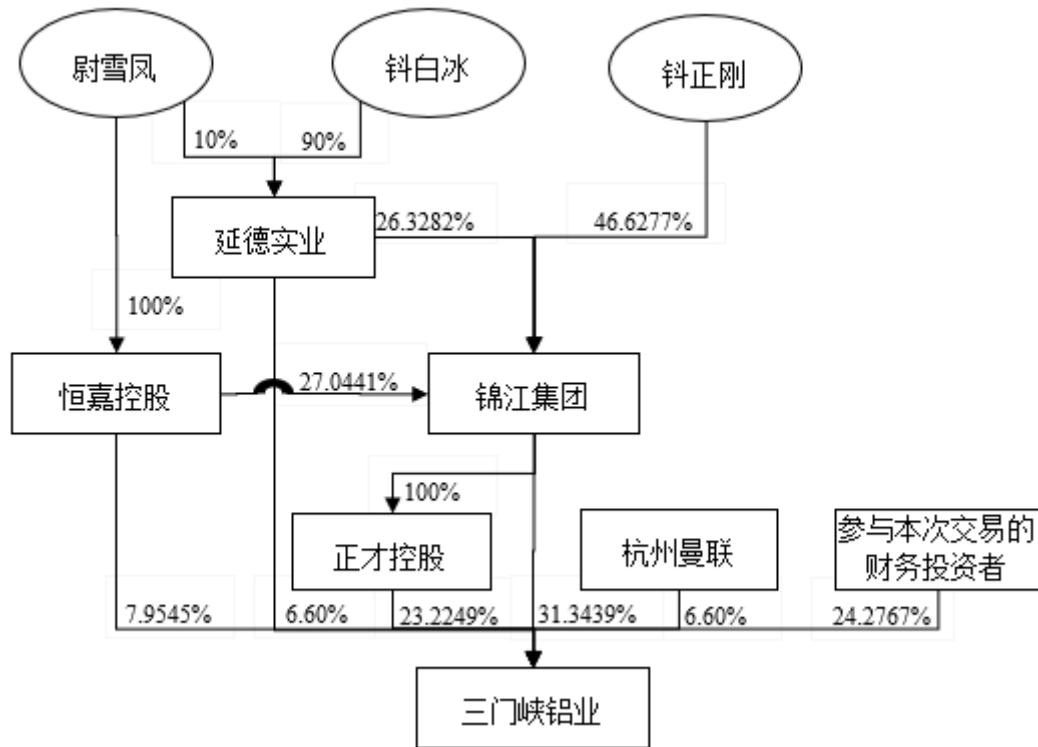 尉雪凤
钭白冰
钭正刚
10%
90%
延德实业
26.3282%
46.6277%
100%
恒嘉控股
27.0441%
锦江集团
100%
正才控股
杭州曼联
参与本次交易的
财务投资者
7.9545%
6.60%
23.2249%
31.3439%
6.60%
24.2767%
三门峡铝业